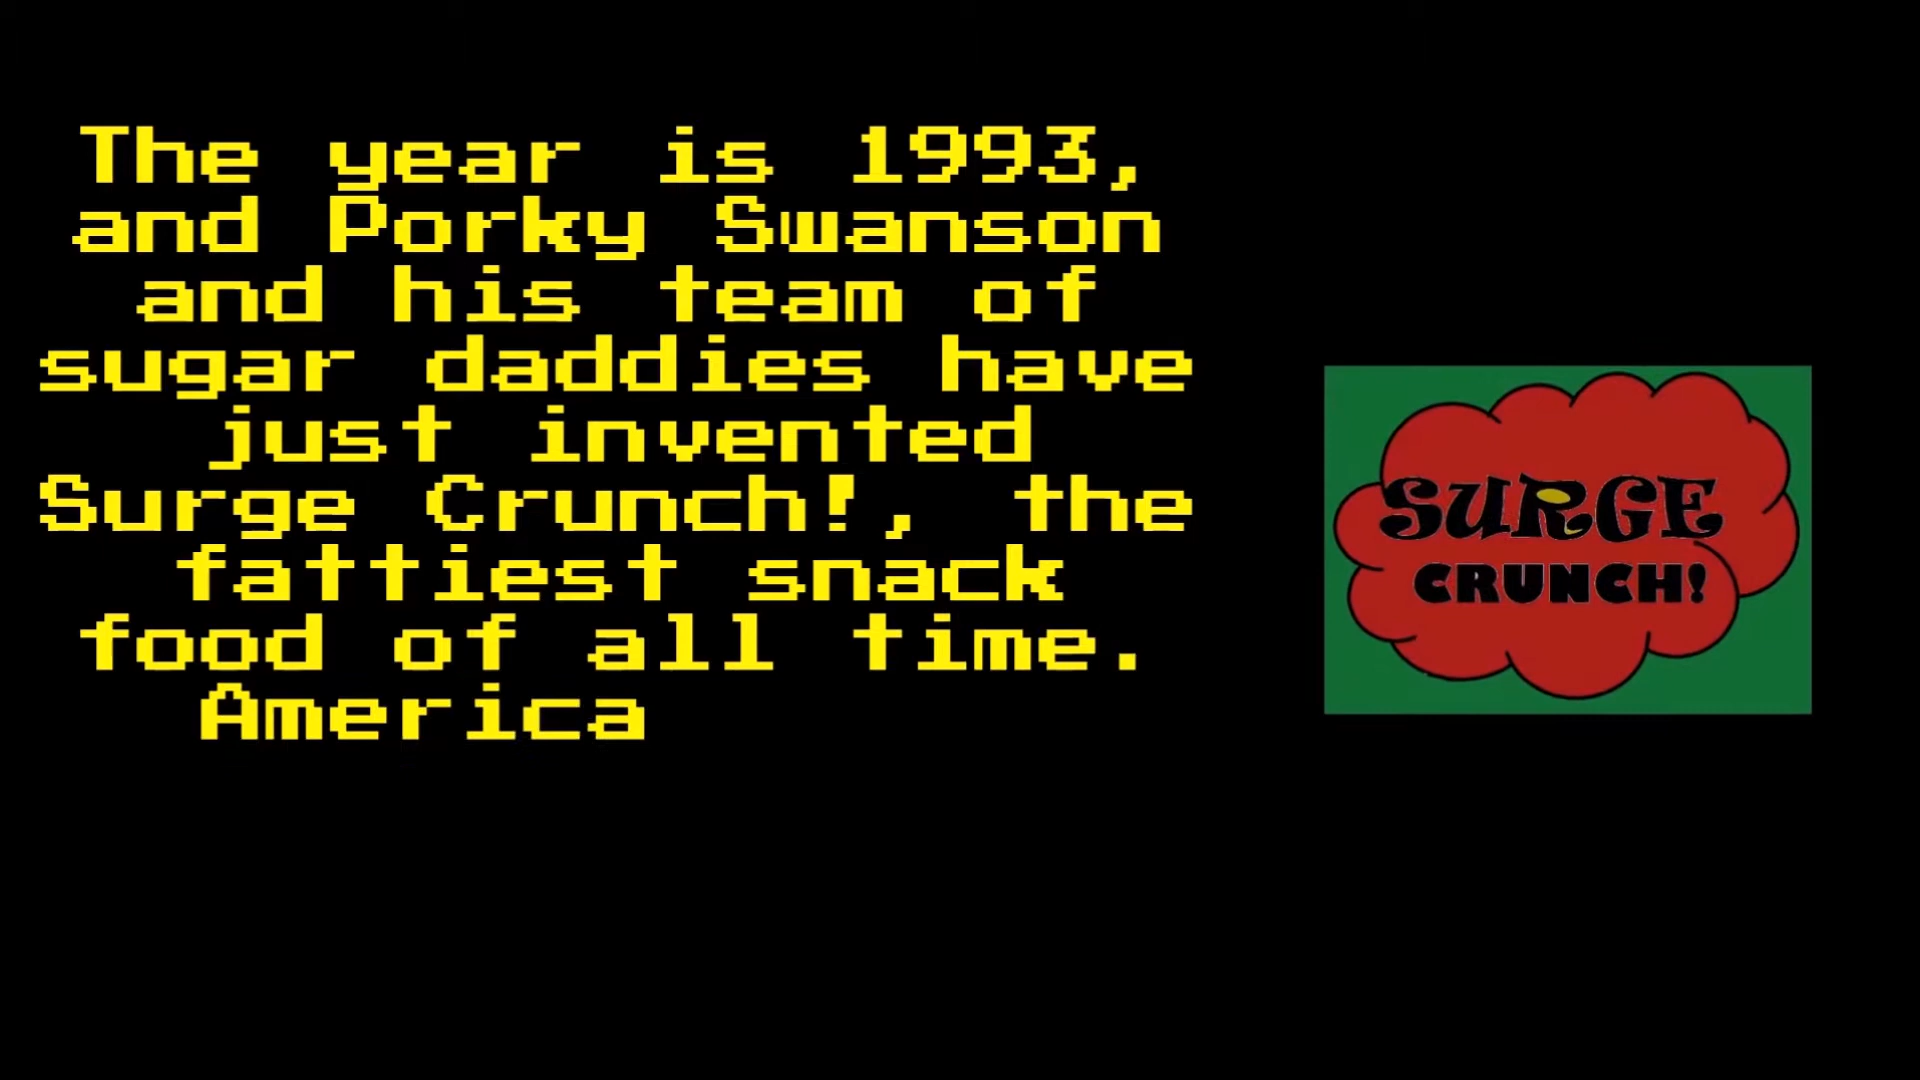 The year is 1993,
and Porky Swanson
and his team of
sugar daddies have
just invented
Surge Crunch!, the
fattiest snack
food of all time.
America
SURGE
CRUNCH!